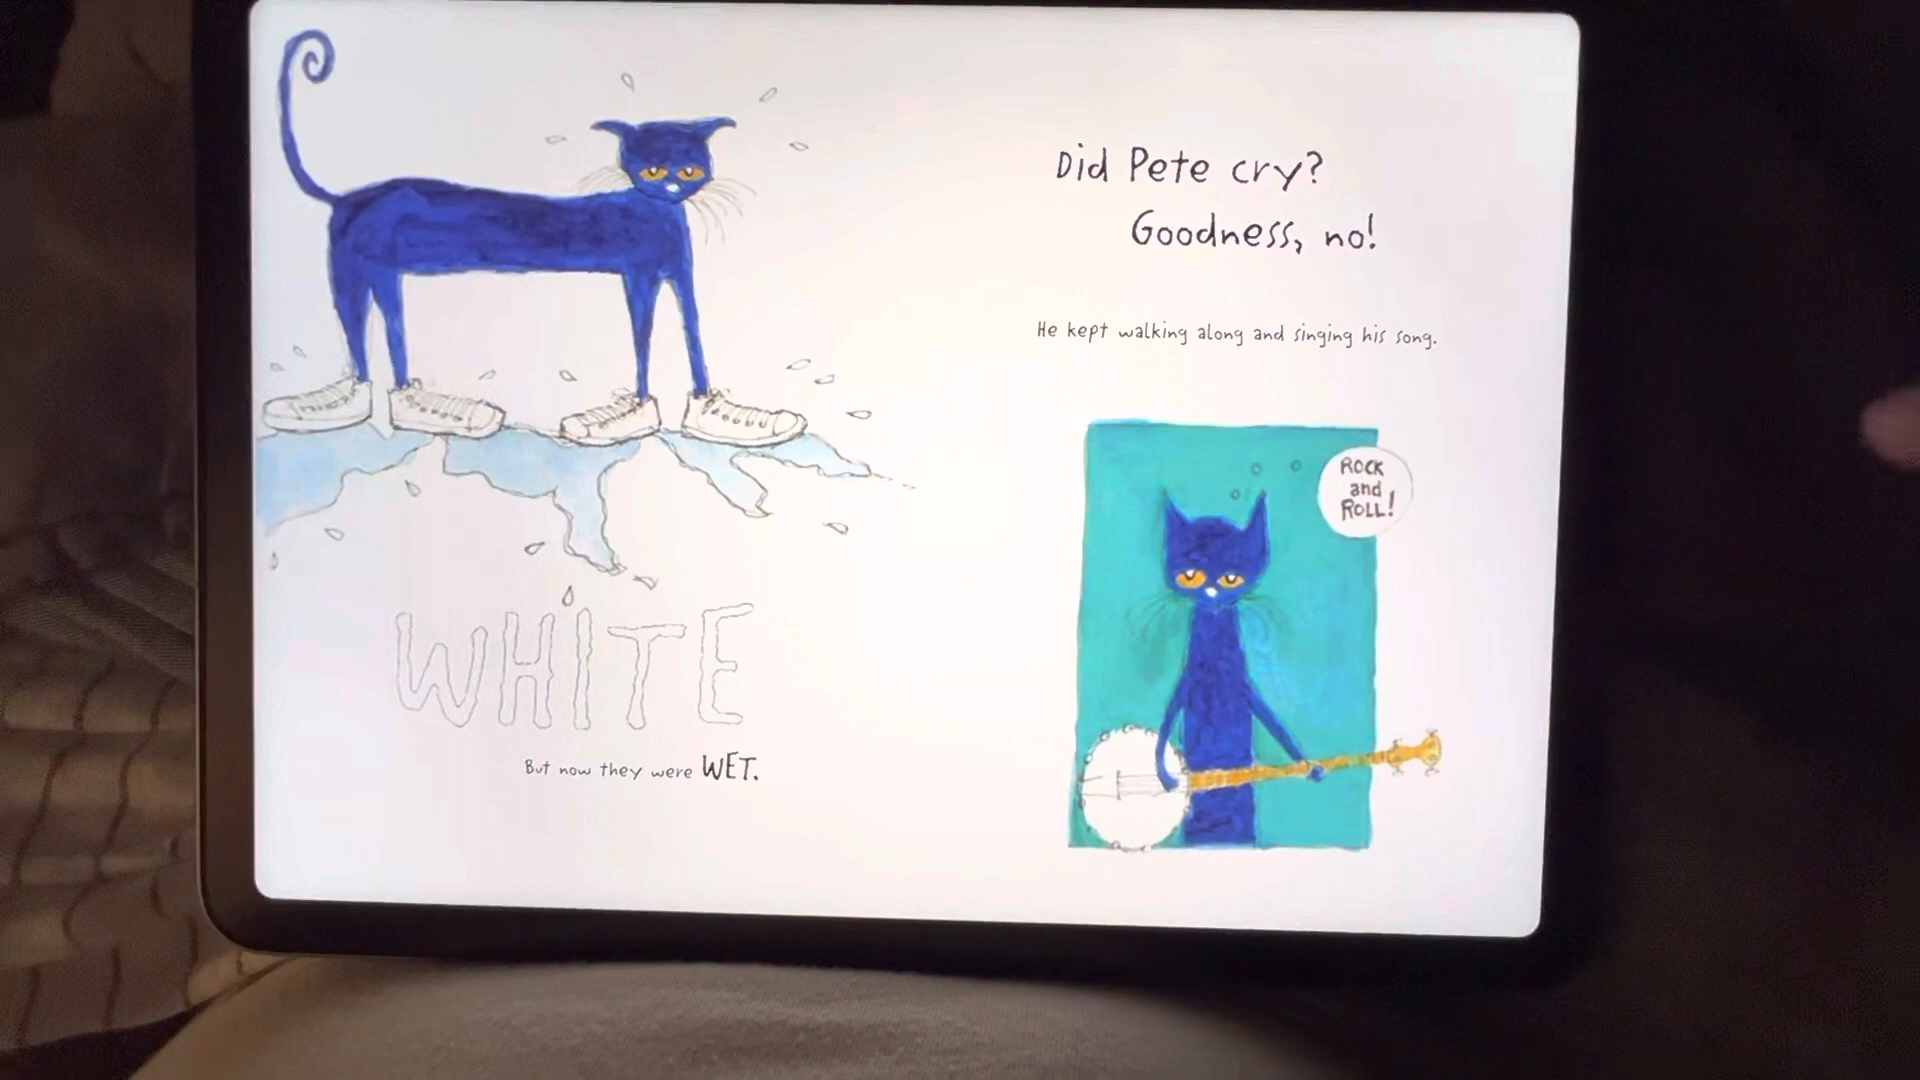 WHITE
But now they were WET.
Did Pete cry?
Goodness, no!
He kept walking along and singing his song.
ROCK
and
ROLL!